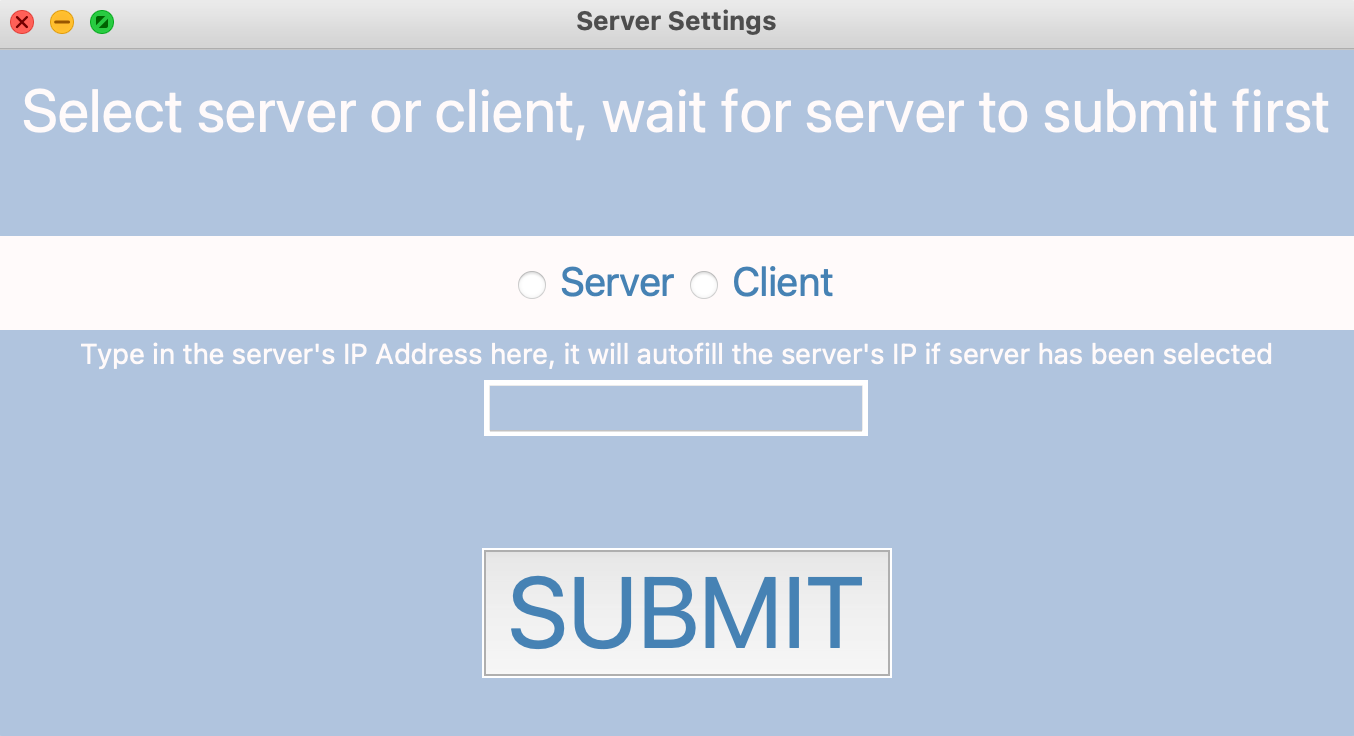 Server Settings
Select server or client, wait for server to submit first
Server Client
Type in the server's IP Address here, it will autofill the server's IP if server has been selected
SUBMIT